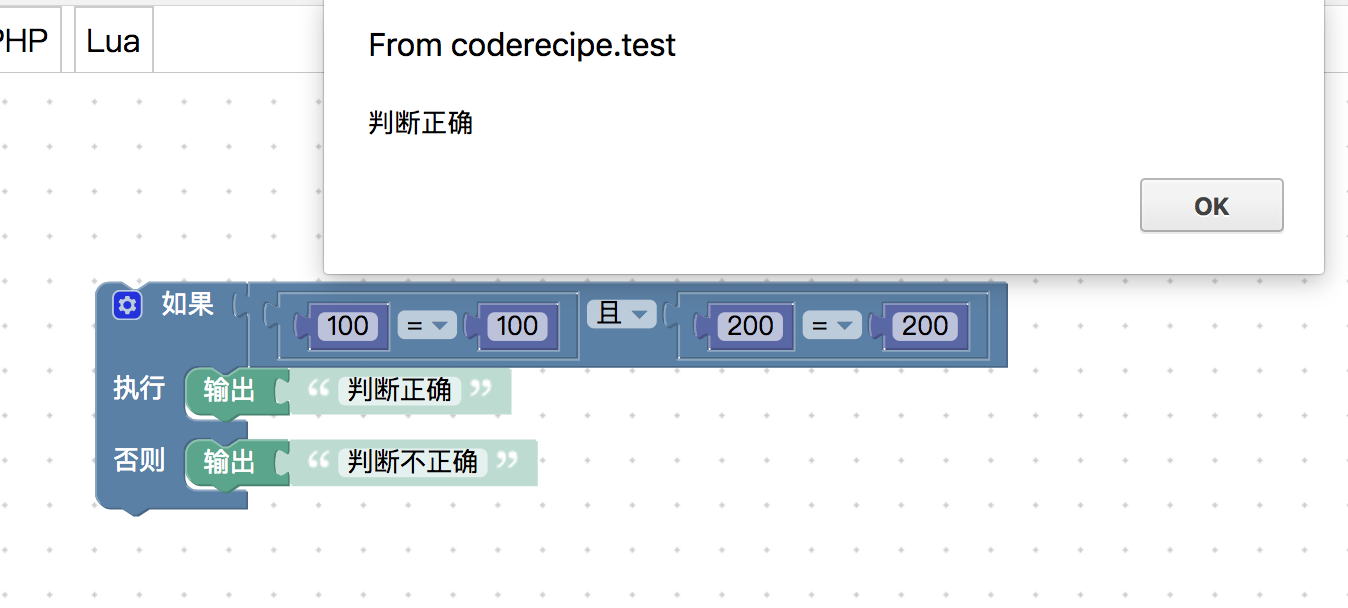 PHP
Lua
From coderecipe.test
判断正确
OK
如果 100 = 100 且 200 = 200
执行 输出 “ 判断正确 ”
否则 输出 “ 判断不正确 ”